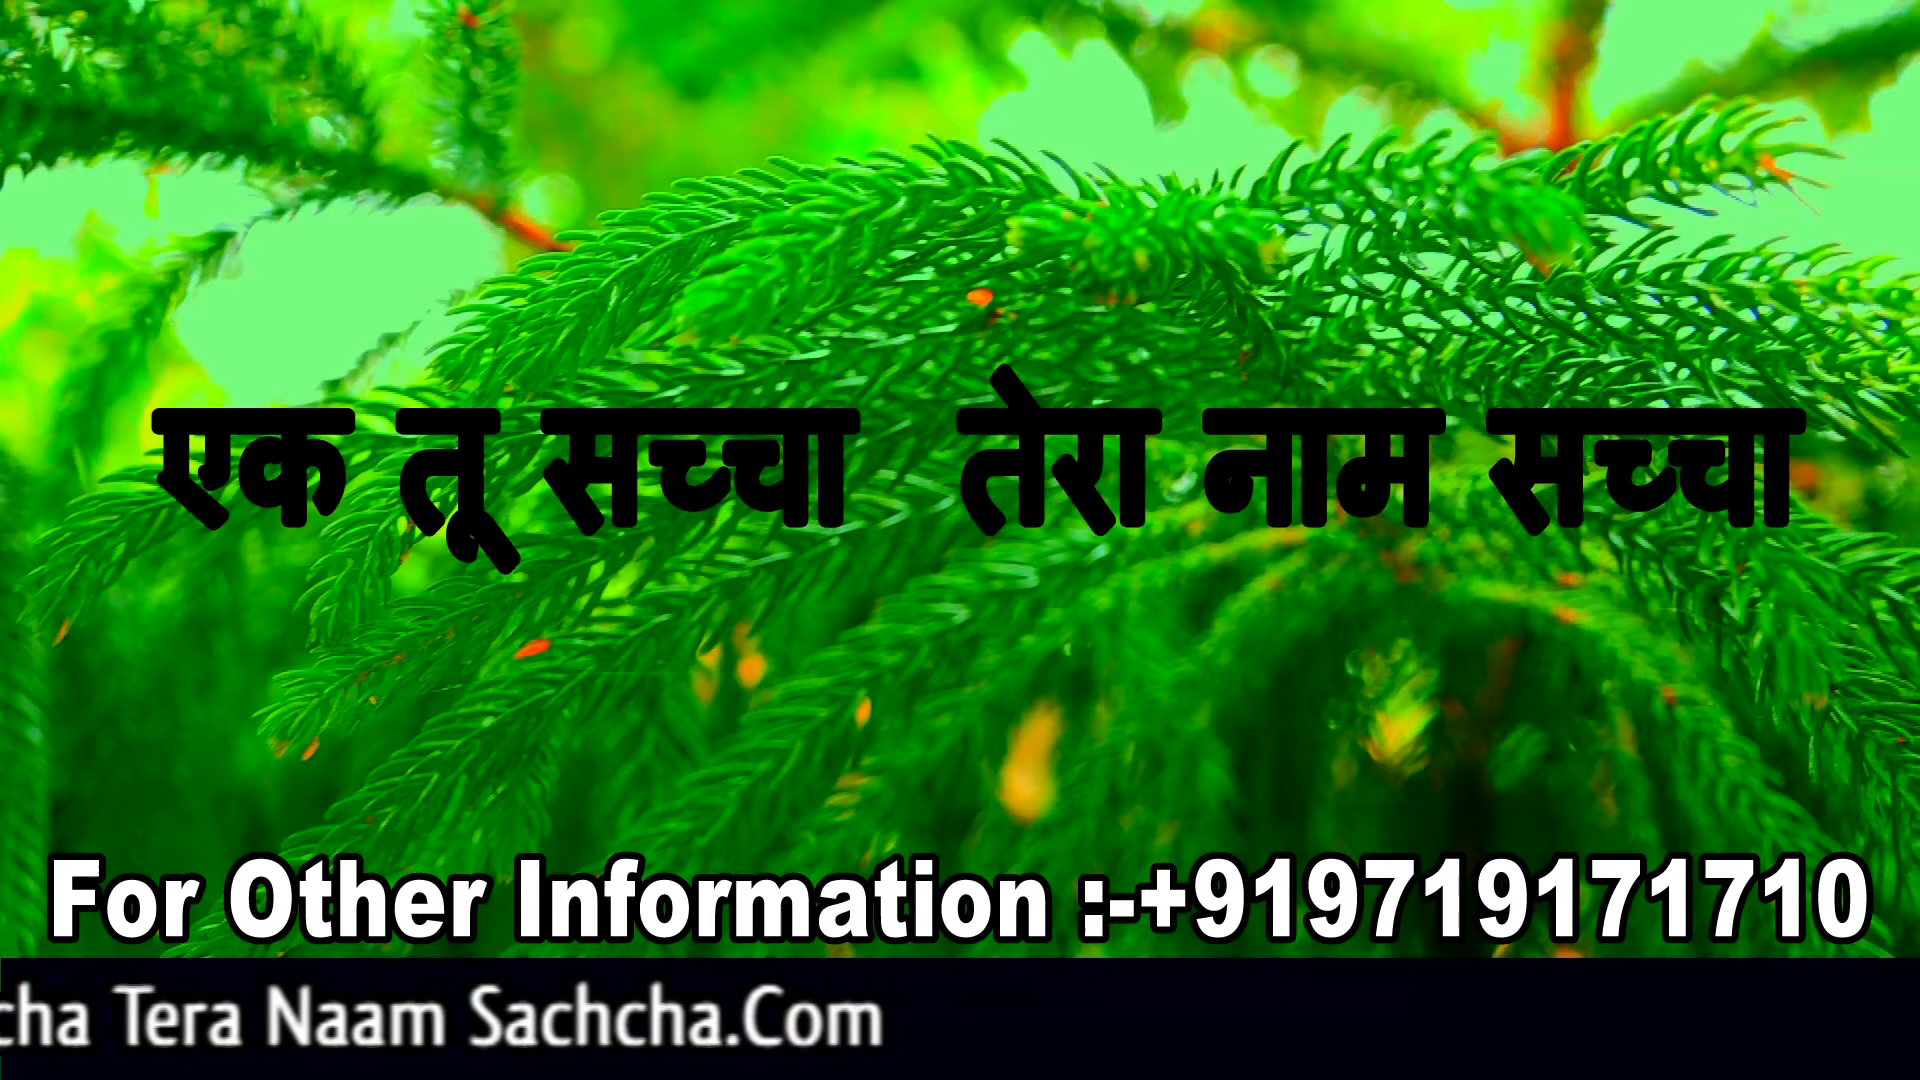 एक तू सच्चा तेरा नाम सच्चा
For Other Information :-+919719171710
cha Tera Naam Sachcha.Com